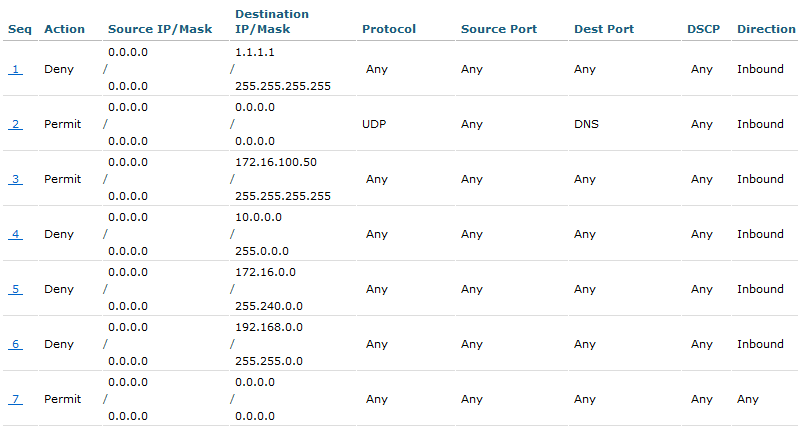 Seq Action Source IP/Mask Destination IP/Mask Protocol Source Port Dest Port DSCP Direction
0.0.0.0 1.1.1.1
1 Deny / / Any Any Any Any Inbound
0.0.0.0 255.255.255.255
0.0.0.0 0.0.0.0
2 Permit / / UDP Any DNS Any Inbound
0.0.0.0 0.0.0.0
0.0.0.0 172.16.100.50
3 Permit / / Any Any Any Any Inbound
0.0.0.0 255.255.255.255
0.0.0.0 10.0.0.0
4 Deny / / Any Any Any Any Inbound
0.0.0.0 255.0.0.0
0.0.0.0 172.16.0.0
5 Deny / / Any Any Any Any Inbound
0.0.0.0 255.240.0.0
0.0.0.0 192.168.0.0
6 Deny / / Any Any Any Any Inbound
0.0.0.0 255.255.0.0
0.0.0.0 0.0.0.0
7 Permit / / Any Any Any Any Any
0.0.0.0 0.0.0.0